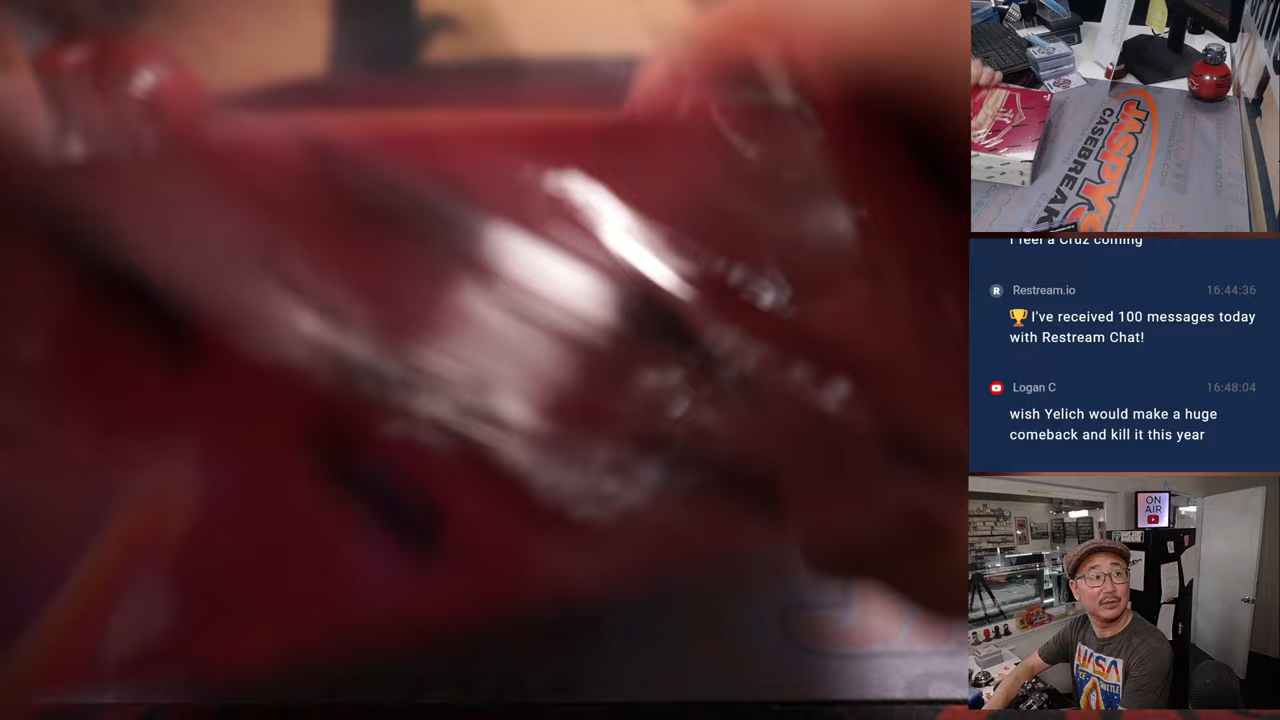 JASPYS
CASEBREAK
I feel a Cruz coming
Restream.io 16:44:36
🏆 I've received 100 messages today
with Restream Chat!
Logan C 16:48:04
wish Yelich would make a huge
comeback and kill it this year
ON
AIR
NASA